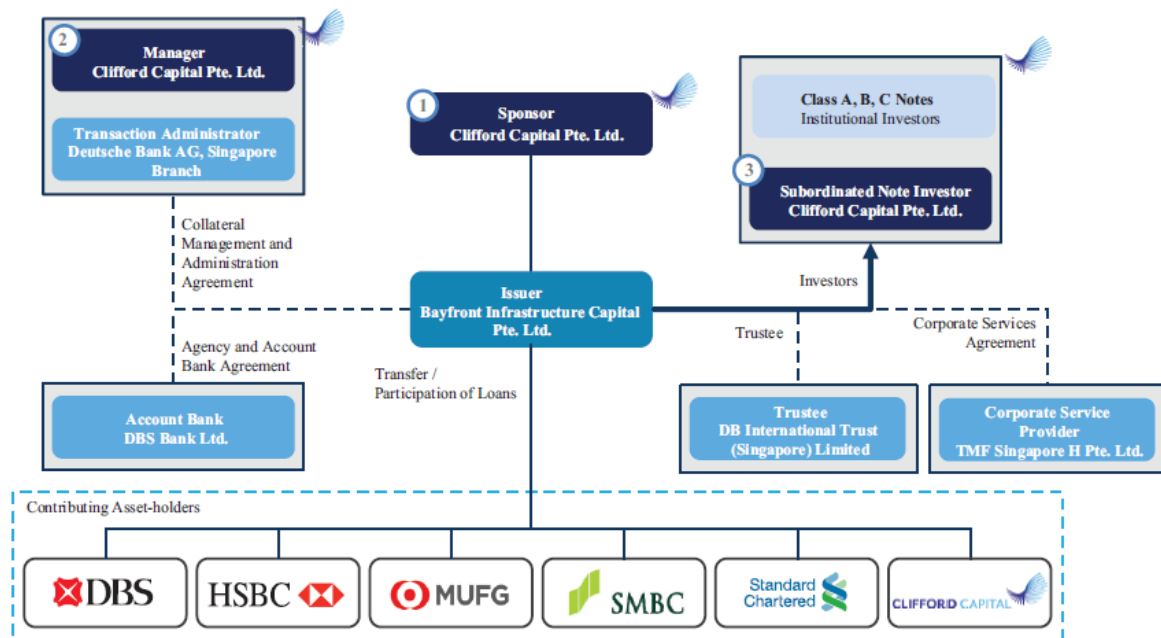 2
Manager
Clifford Capital Pte. Ltd.
Transaction Administrator
Deutsche Bank AG, Singapore
Branch
1
Sponsor
Clifford Capital Pte. Ltd.
Class A, B, C Notes
Institutional Investors
3
Subordinated Note Investor
Clifford Capital Pte. Ltd.
Collateral
Management and
Administration
Agreement
Issuer
Bayfront Infrastructure Capital
Pte. Ltd.
Investors
Agency and Account
Bank Agreement
Transfer /
Participation of Loans
Trustee
Corporate Services
Agreement
Account Bank
DBS Bank Ltd.
Trustee
DB International Trust
(Singapore) Limited
Corporate Service
Provider
TMF Singapore H Pte. Ltd.
Contributing Asset-holders
DBS
HSBC
MUFG
SMBC
Standard
Chartered
CLIFFORD CAPITAL